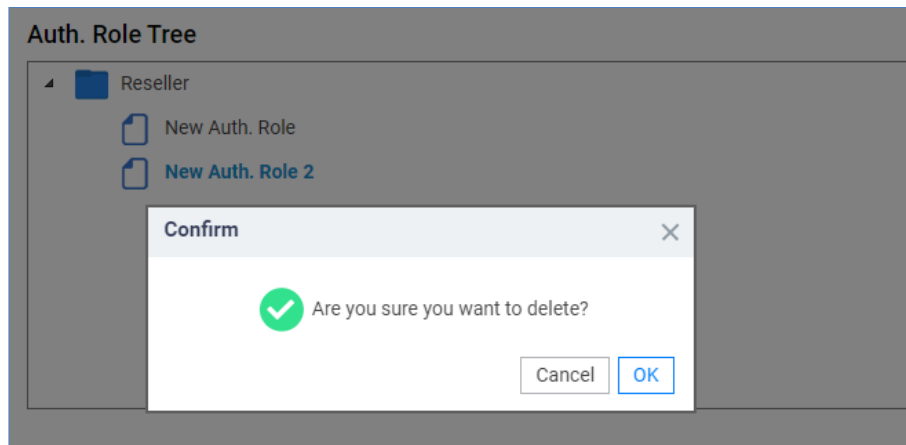 Auth. Role Tree
Reseller
New Auth. Role
New Auth. Role 2
Confirm
Are you sure you want to delete?
Cancel OK